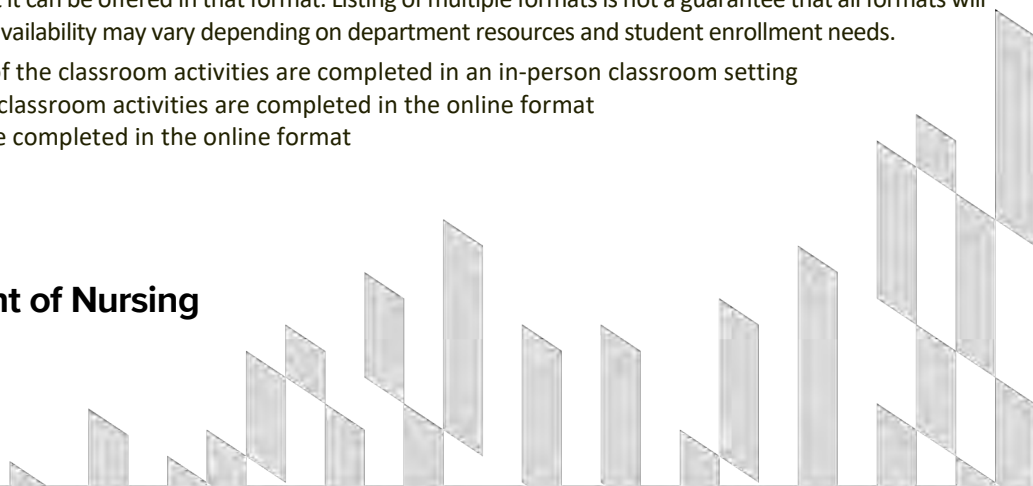 it can be offered in that format. Listing of multiple formats is not a guarantee that all formats will
vailability may vary depending on department resources and student enrollment needs.
of the classroom activities are completed in an in-person classroom setting
classroom activities are completed in the online format
e completed in the online format
nt of Nursing